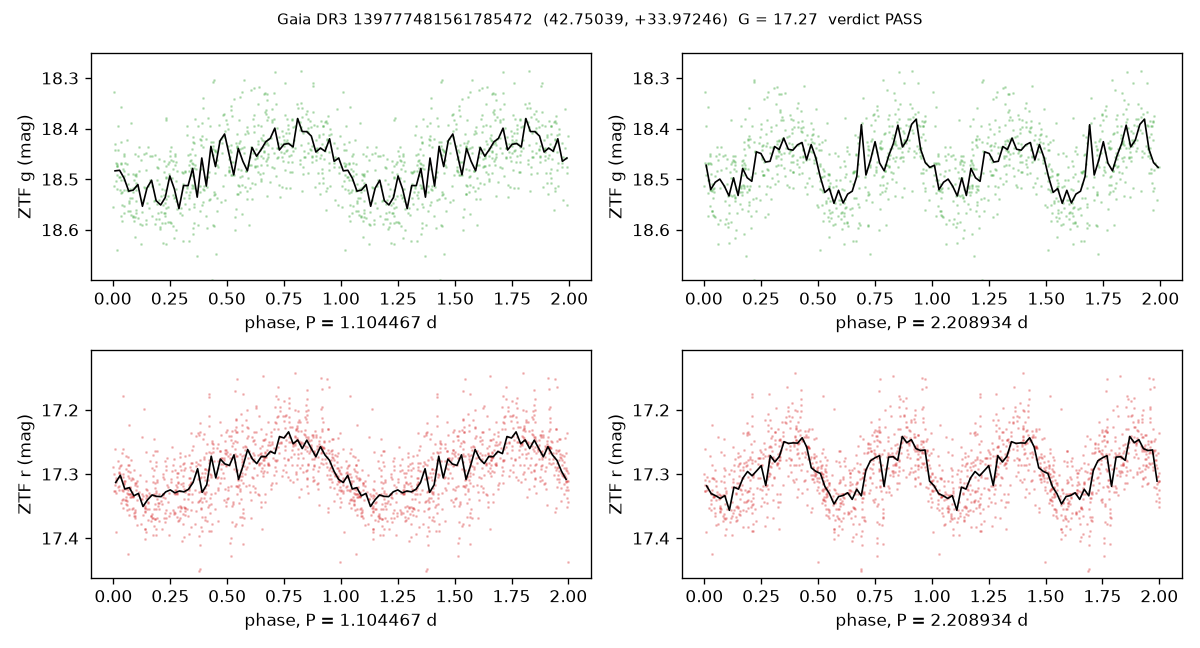 Gaia DR3 139777481561785472  (42.75039, +33.97246)  G = 17.27  verdict PASS
ZTF g (mag)
18.3
18.4
18.5
18.6
0.00 0.25 0.50 0.75 1.00 1.25 1.50 1.75 2.00
phase, P = 1.104467 d
ZTF g (mag)
18.3
18.4
18.5
18.6
0.00 0.25 0.50 0.75 1.00 1.25 1.50 1.75 2.00
phase, P = 2.208934 d
ZTF r (mag)
17.2
17.3
17.4
0.00 0.25 0.50 0.75 1.00 1.25 1.50 1.75 2.00
phase, P = 1.104467 d
ZTF r (mag)
17.2
17.3
17.4
0.00 0.25 0.50 0.75 1.00 1.25 1.50 1.75 2.00
phase, P = 2.208934 d